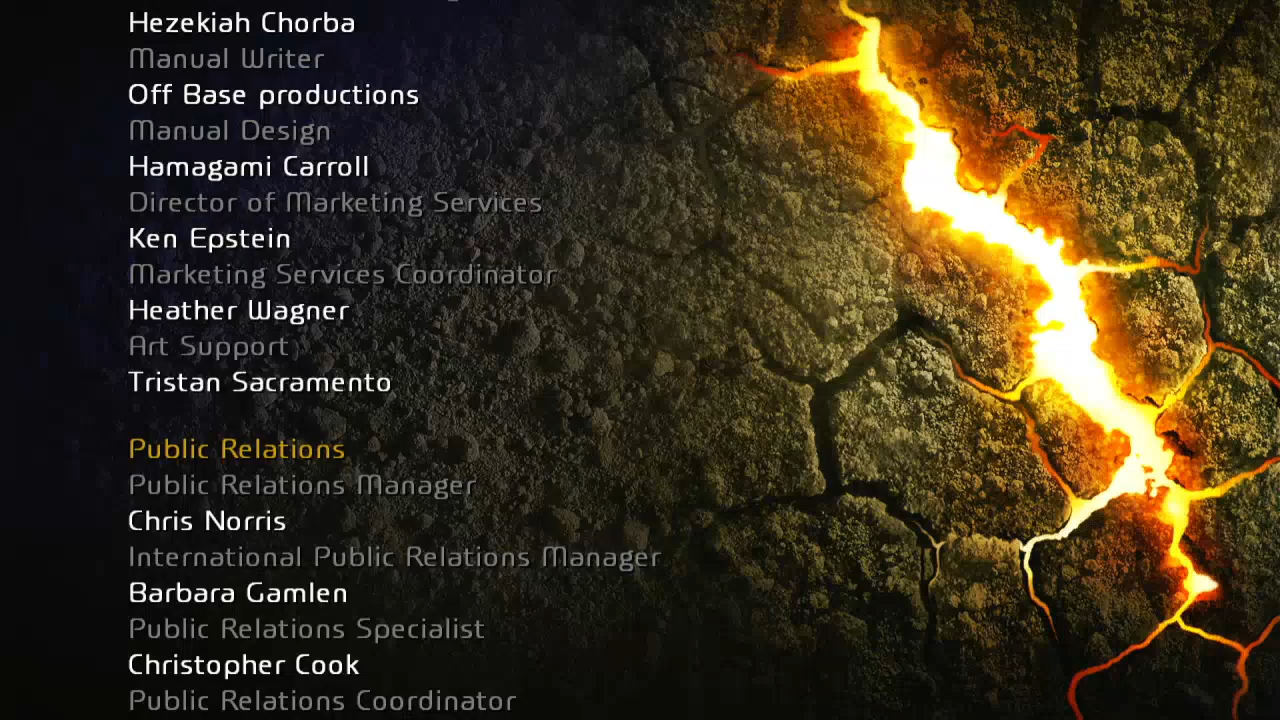 Hezekiah Chorba
Manual Writer
Off Base productions
Manual Design
Hamagami Carroll
Director of Marketing Services
Ken Epstein
Marketing Services Coordinator
Heather Wagner
Art Support
Tristan Sacramento
Public Relations
Public Relations Manager
Chris Norris
International Public Relations Manager
Barbara Gamlen
Public Relations Specialist
Christopher Cook
Public Relations Coordinator